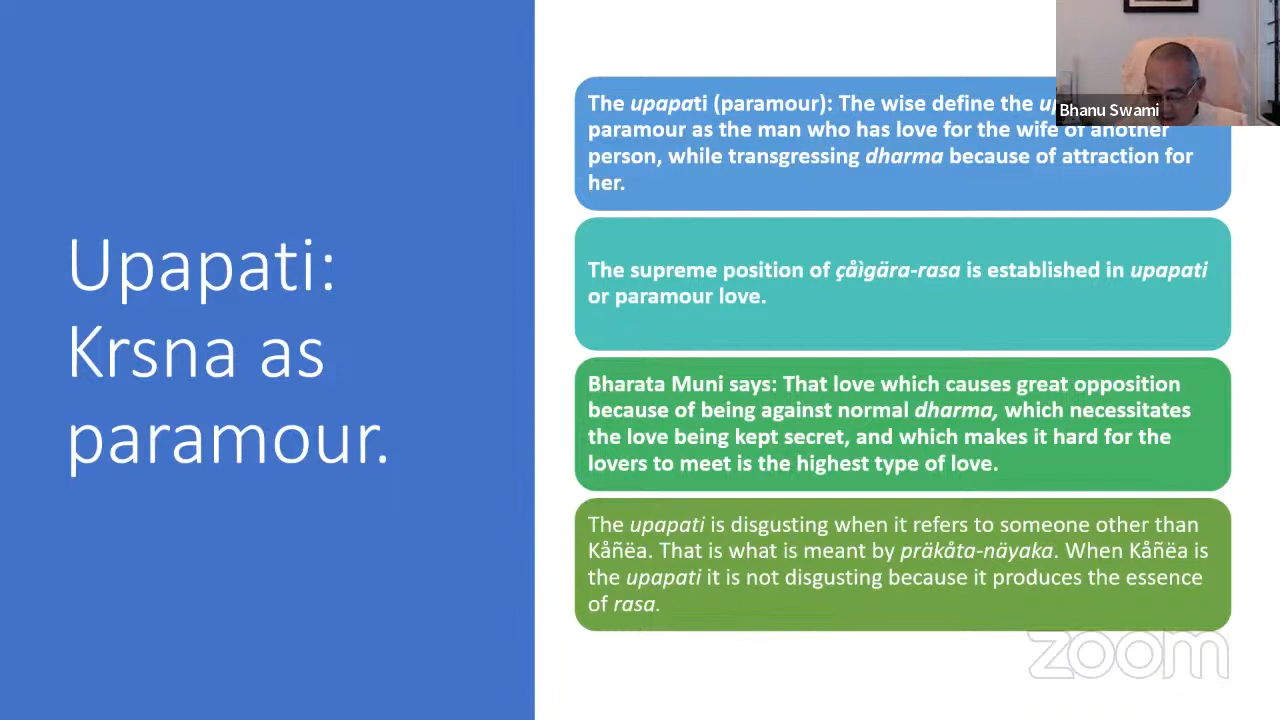 Upapati:
Krsna as
paramour.
The upapati (paramour): The wise define the
paramour as the man who has love for the wife of another
person, while transgressing dharma because of attraction for
her.
The supreme position of çåìgära-rasa is established in upapati
or paramour love.
Bharata Muni says: That love which causes great opposition
because of being against normal dharma, which necessitates
the love being kept secret, and which makes it hard for the
lovers to meet is the highest type of love.
The upapati is disgusting when it refers to someone other than
Kåñëa. That is what is meant by präkåta-näyaka. When Kåñëa is
the upapati it is not disgusting because it produces the essence
of rasa.
Bhanu Swami
zoom